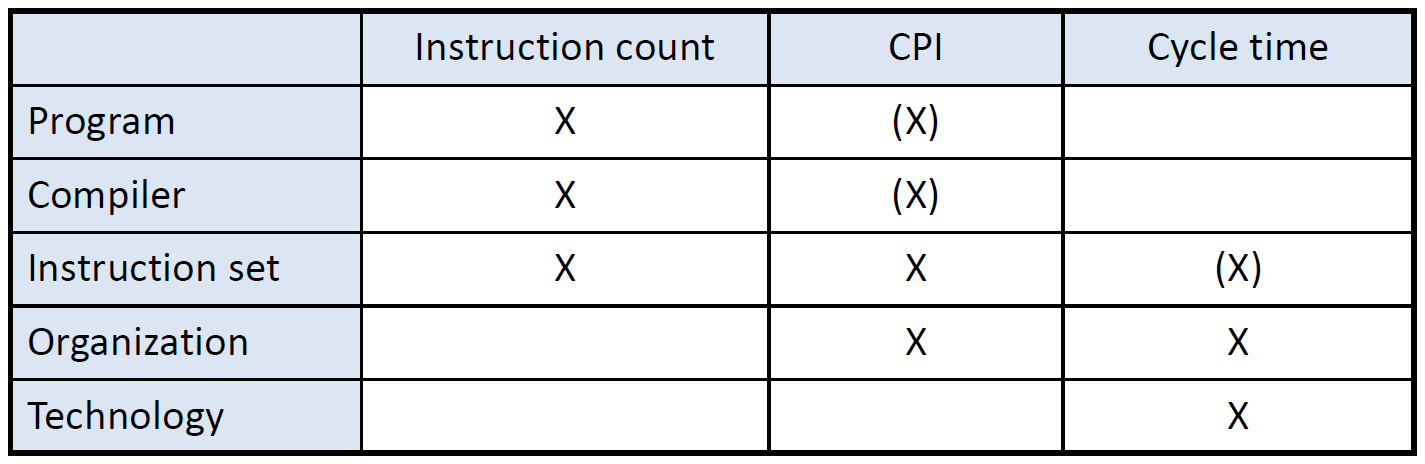 Instruction count CPI Cycle time
Program X (X)
Compiler X (X)
Instruction set X X (X)
Organization X X
Technology X